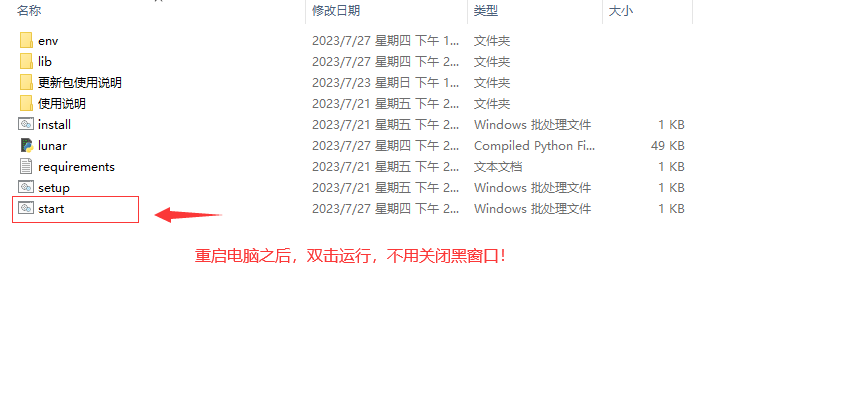 名称 修改日期 类型 大小
env 2023/7/27 星期四 下午 1... 文件夹
lib 2023/7/27 星期四 下午 2... 文件夹
更新包使用说明 2023/7/23 星期日 下午 1... 文件夹
使用说明 2023/7/21 星期五 下午 2... 文件夹
install 2023/7/21 星期五 下午 2... Windows 批处理文件 1 KB
lunar 2023/7/27 星期四 下午 2... Compiled Python Fi... 49 KB
requirements 2023/7/21 星期五 下午 2... 文本文档 1 KB
setup 2023/7/21 星期五 下午 2... Windows 批处理文件 1 KB
start 2023/7/27 星期四 下午 2... Windows 批处理文件 1 KB
重启电脑之后，双击运行，不用关闭黑窗口！